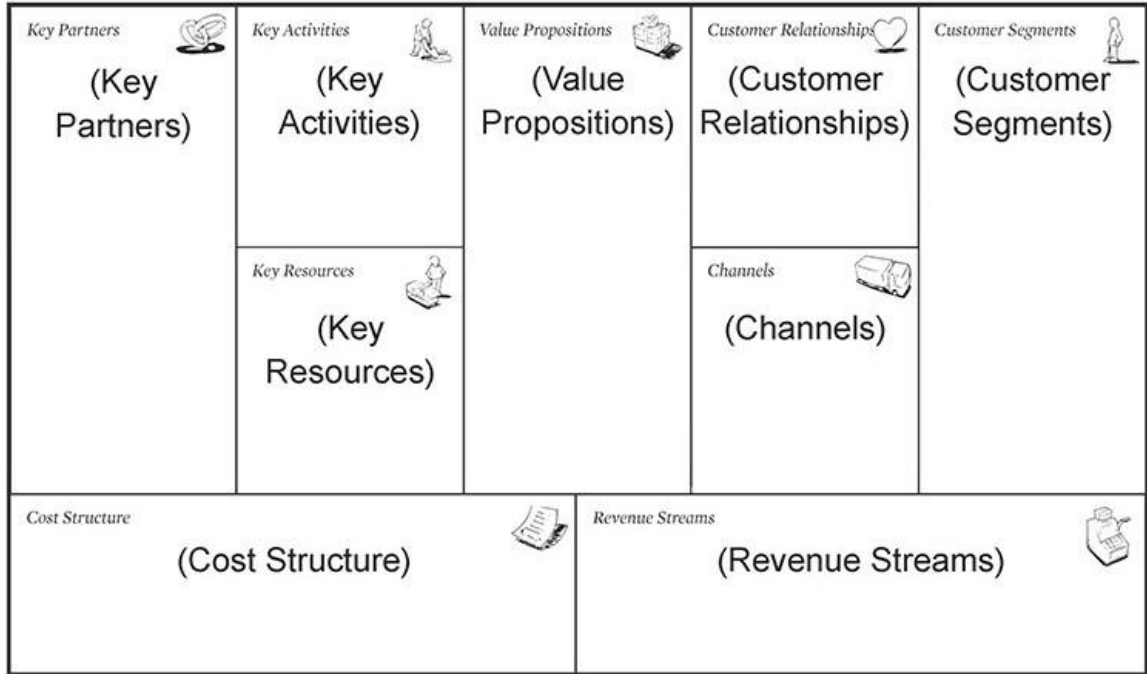 Key Partners
(Key
Partners)
Key Activities
(Key
Activities)
Key Resources
(Key
Resources)
Value Propositions
(Value
Propositions)
Customer Relationships
(Customer
Relationships)
Channels
(Channels)
Customer Segments
(Customer
Segments)
Cost Structure
(Cost Structure)
Revenue Streams
(Revenue Streams)